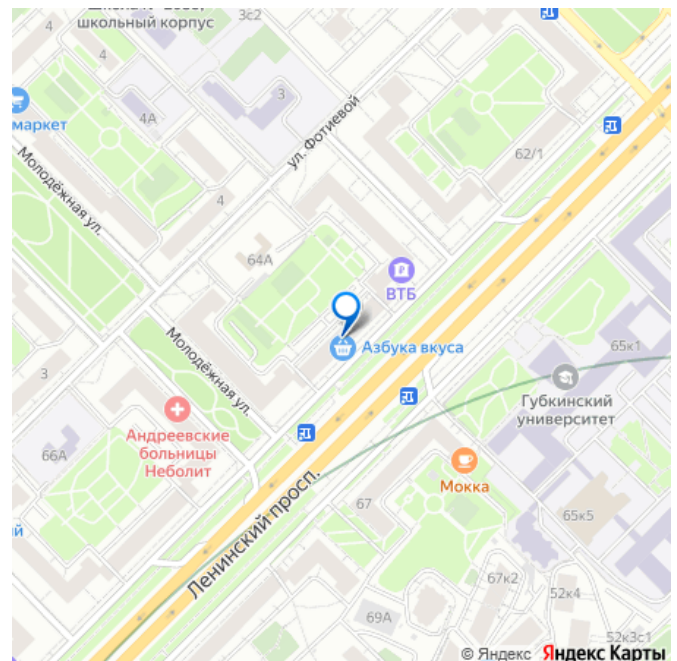 школьный корпус
3с2
4
4
3
4А
маркет
ул. Фотиевой
62/1
Молодёжная ул.
4
64А
ВТБ
Азбука вкуса
65к1
Молодёжная ул.
3
Губкинский
университет
Андреевские
больницы
Неболит
66А
Мокка
67
65к5
ий
Ленинский просп.
67к2
52к4
69А
52к3с1
© Яндекс Яндекс Карты